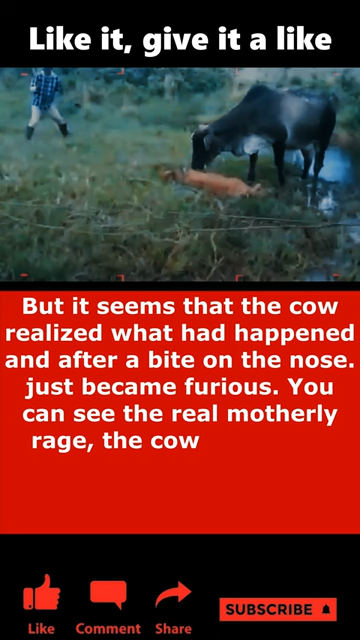 Like it, give it a like
But it seems that the cow
realized what had happened
and after a bite on the nose.
just became furious. You
can see the real motherly
rage, the cow
Like Comment Share SUBSCRIBE